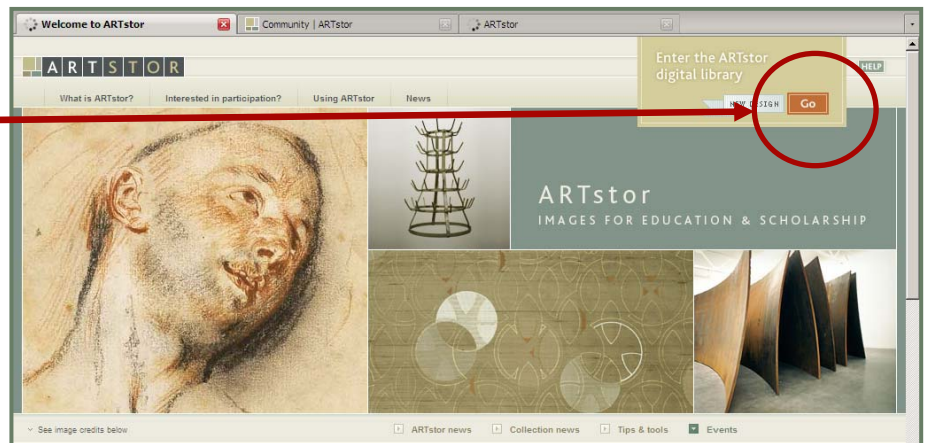 Welcome to ARTstor
Community | ARTstor
ARTstor
ARTSTOR
Enter the ARTstor
digital library
HELP
What is ARTstor?
Interested in participation?
Using ARTstor
News
NEW DESIGN
Go
ARTstor
IMAGES FOR EDUCATION & SCHOLARSHIP
See image credits below
ARTstor news
Collection news
Tips & tools
Events